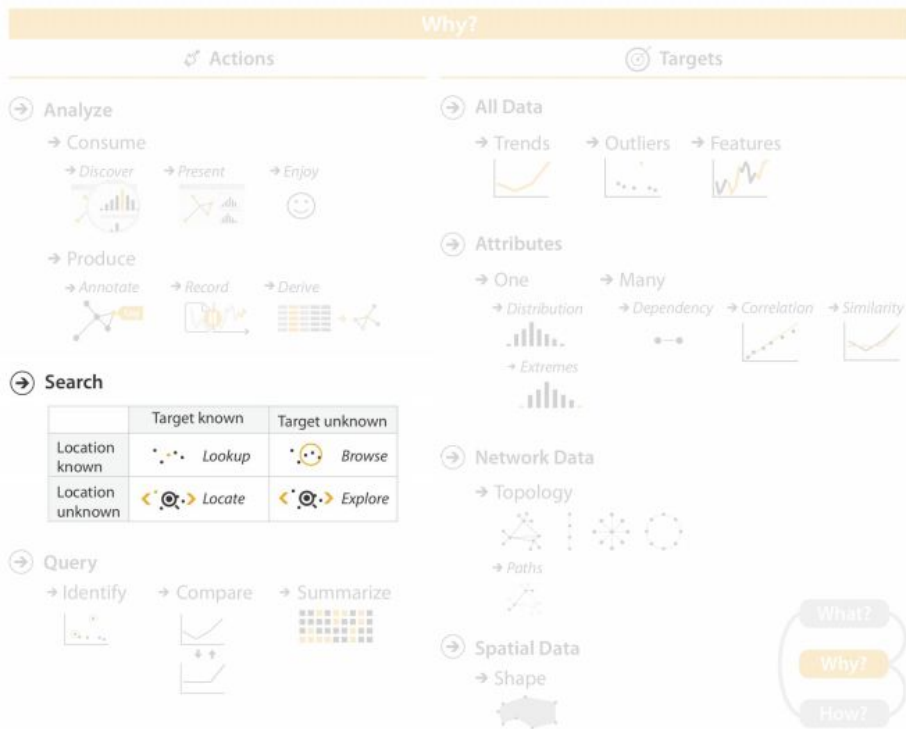 Why?
Actions
Analyze
Consume
Discover
Present
Enjoy
Produce
Annotate
Record
Derive
Search
Target known
Target unknown
Location known
Lookup
Browse
Location unknown
Locate
Explore
Query
Identify
Compare
Summarize
Targets
All Data
Trends
Outliers
Features
Attributes
One
Many
Distribution
Dependency
Correlation
Similarity
Extremes
Network Data
Topology
Paths
Spatial Data
Shape
What?
Why?
How?